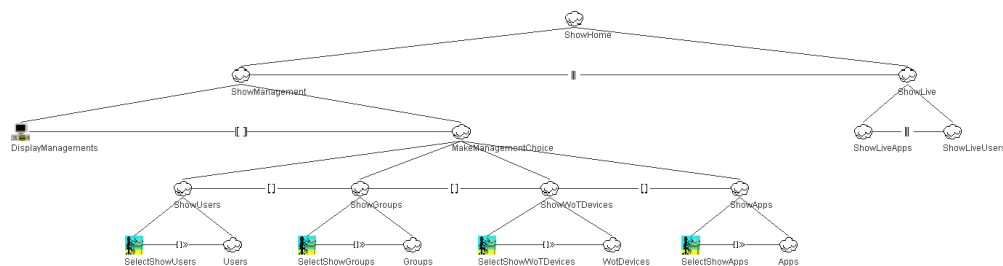 ShowHome
|||
ShowManagement
ShowLive
[ ]
|||
DisplayManagements
MakeManagementChoice
ShowLiveApps
ShowLiveUsers
[]
[]
[]
ShowUsers
ShowGroups
ShowWoTDevices
ShowApps
[]>>
[]>>
[]>>
[]>>
SelectShowUsers
Users
SelectShowGroups
Groups
SelectShowWoTDevices
WotDevices
SelectShowApps
Apps